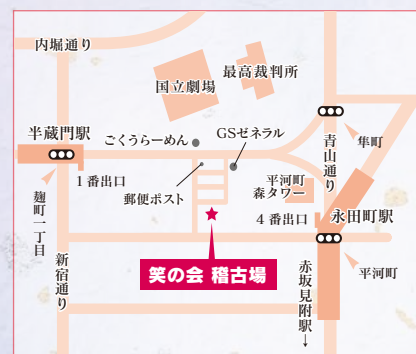 内堀通り
国立劇場
最高裁判所
半蔵門駅
ごくうらーめん
GSゼネラル
青山通り
隼町
1番出口
郵便ポスト
平河町
森タワー
麹町一丁目
4番出口
永田町駅
新宿通り
笑の会 稽古場
赤坂見附駅→
平河町